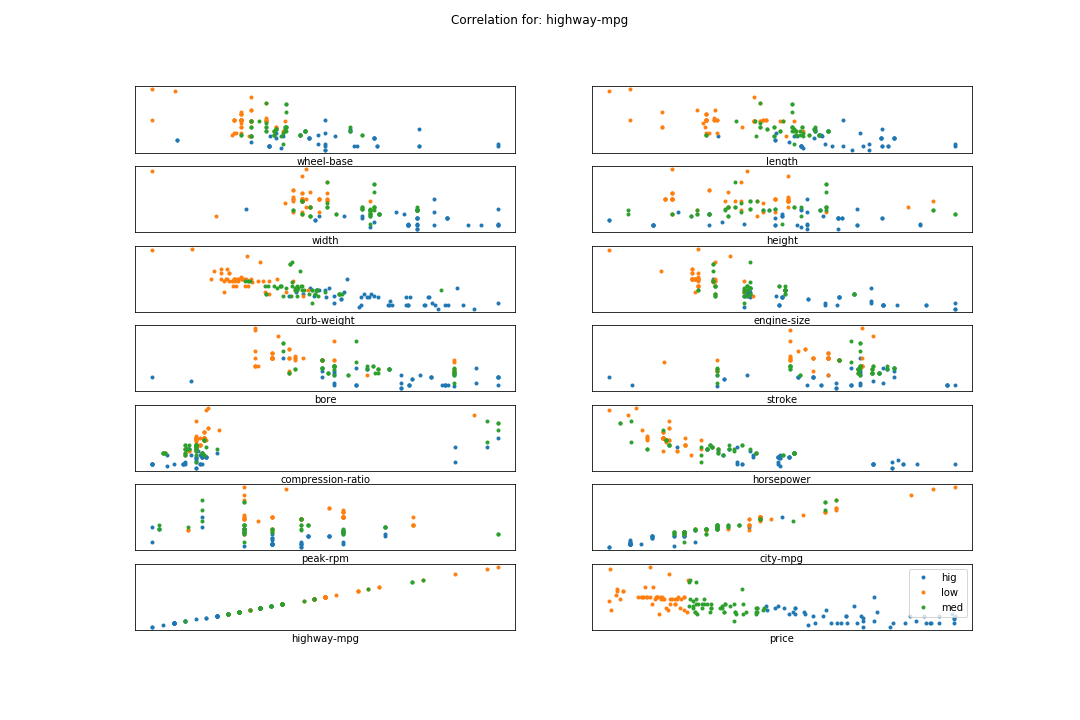 Correlation for: highway-mpg
wheel-base
length
width
height
curb-weight
engine-size
bore
stroke
compression-ratio
horsepower
peak-rpm
city-mpg
highway-mpg
hig
low
med
price